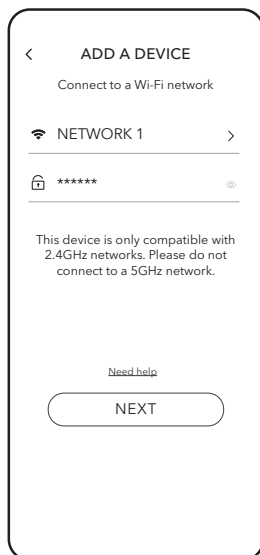 ADD A DEVICE
Connect to a Wi-Fi network
NETWORK 1
******
This device is only compatible with
2.4GHz networks. Please do not
connect to a 5GHz network.
Need help
NEXT